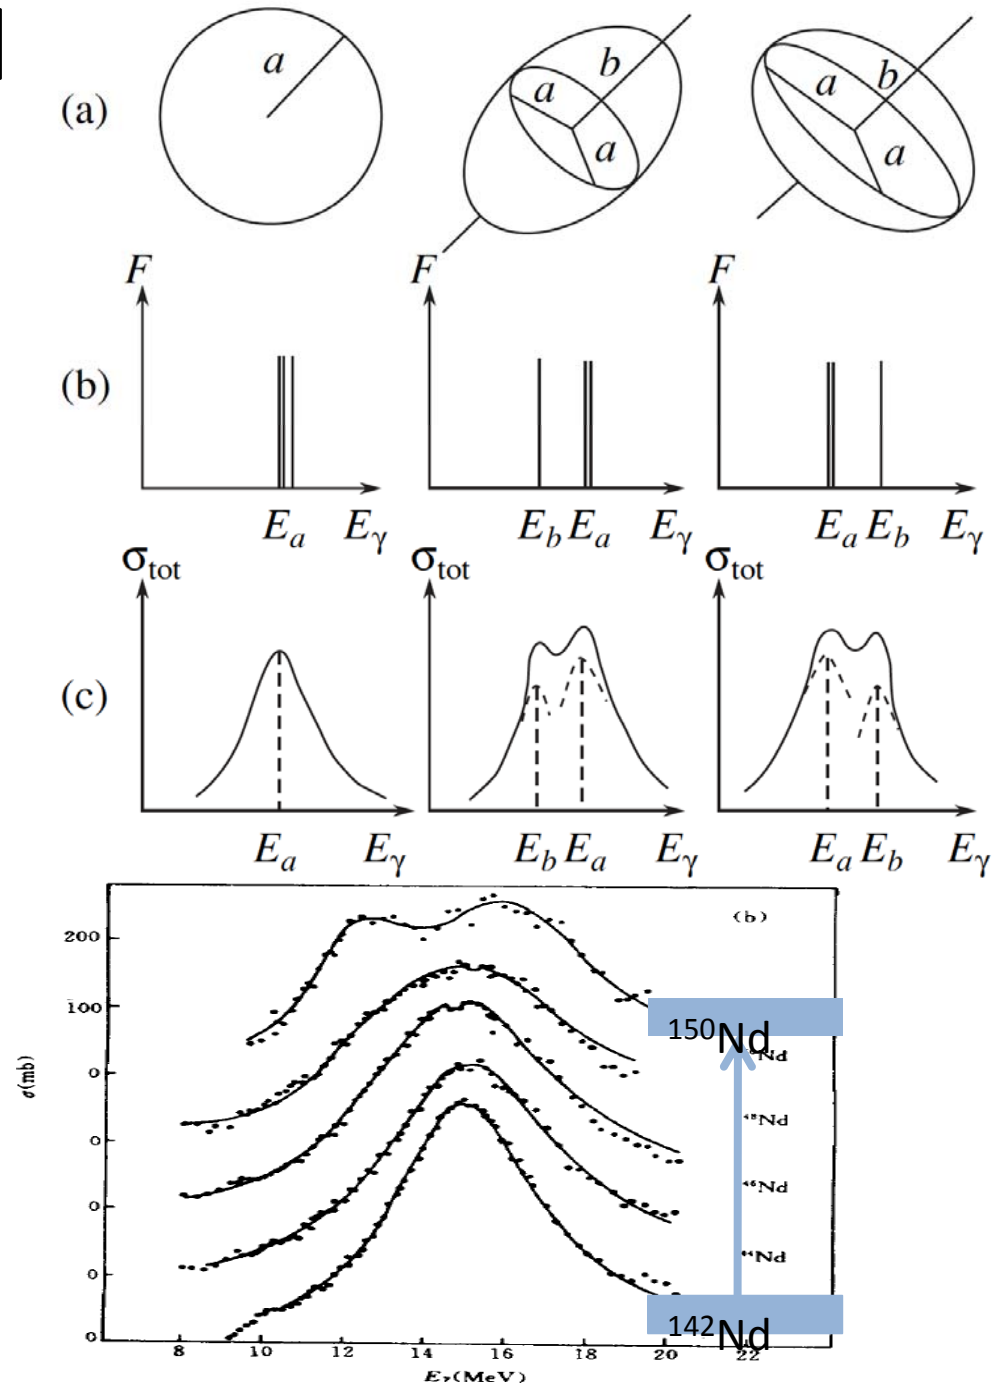 a
b
a
a
b
a
a
(a)
F
F
F
(b)
E_a E_γ
E_b E_a E_γ
E_a E_b E_γ
σ_tot
σ_tot
σ_tot
(c)
E_a E_γ
E_b E_a E_γ
E_a E_b E_γ
(b)
200
100
0
0
0
0
0
σ(mb)
¹⁵⁰Nd
Nd
Nd
Nd
Nd
¹⁴²Nd
8 10 12 14 16 18 20 22
E_γ(MeV)